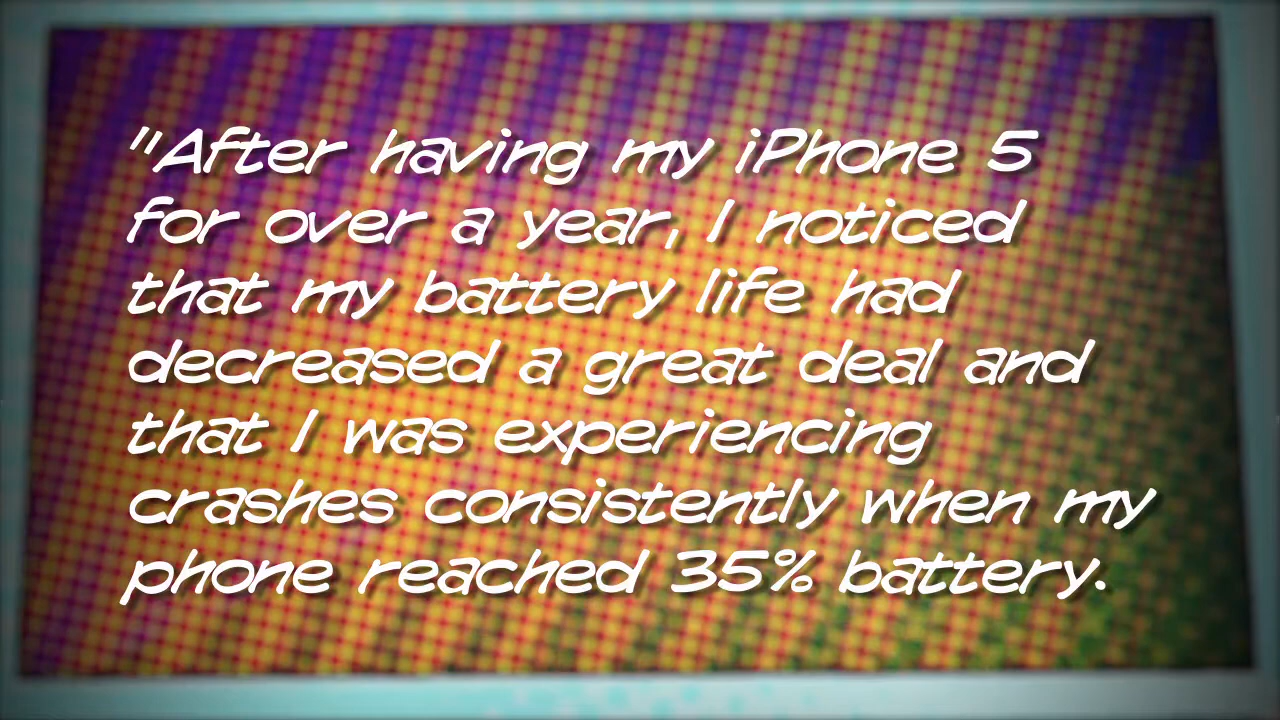 "After having my iPhone 5
for over a year, I noticed
that my battery life had
decreased a great deal and
that I was experiencing
crashes consistently when my
phone reached 35% battery.